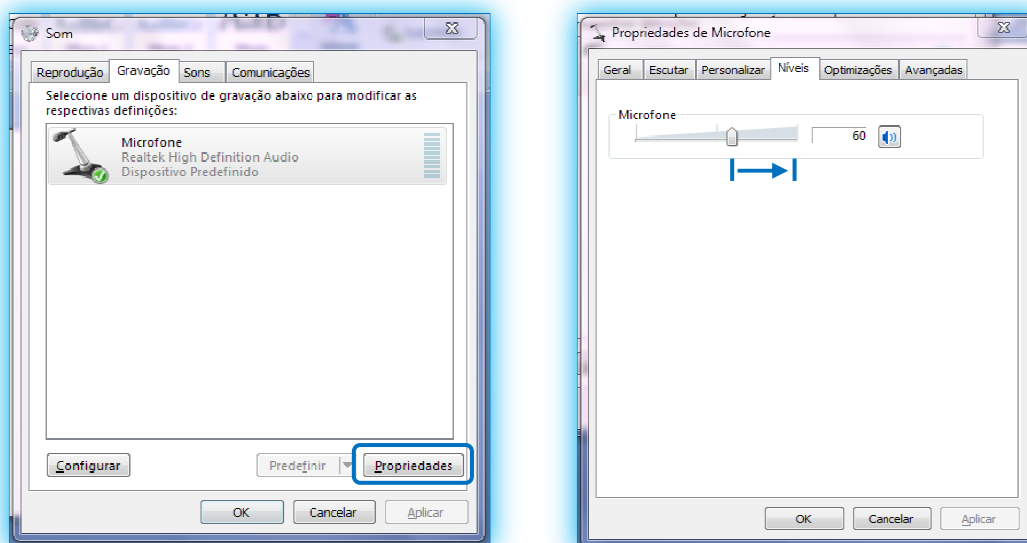 Som
Reprodução Gravação Sons Comunicações
Seleccione um dispositivo de gravação abaixo para modificar as
respectivas definições:
Microfone
Realtek High Definition Audio
Dispositivo Predefinido
Configurar Predefinir Propriedades
OK Cancelar Aplicar
Propriedades de Microfone
Geral Escutar Personalizar Níveis Optimizações Avançadas
Microfone
60
OK Cancelar Aplicar